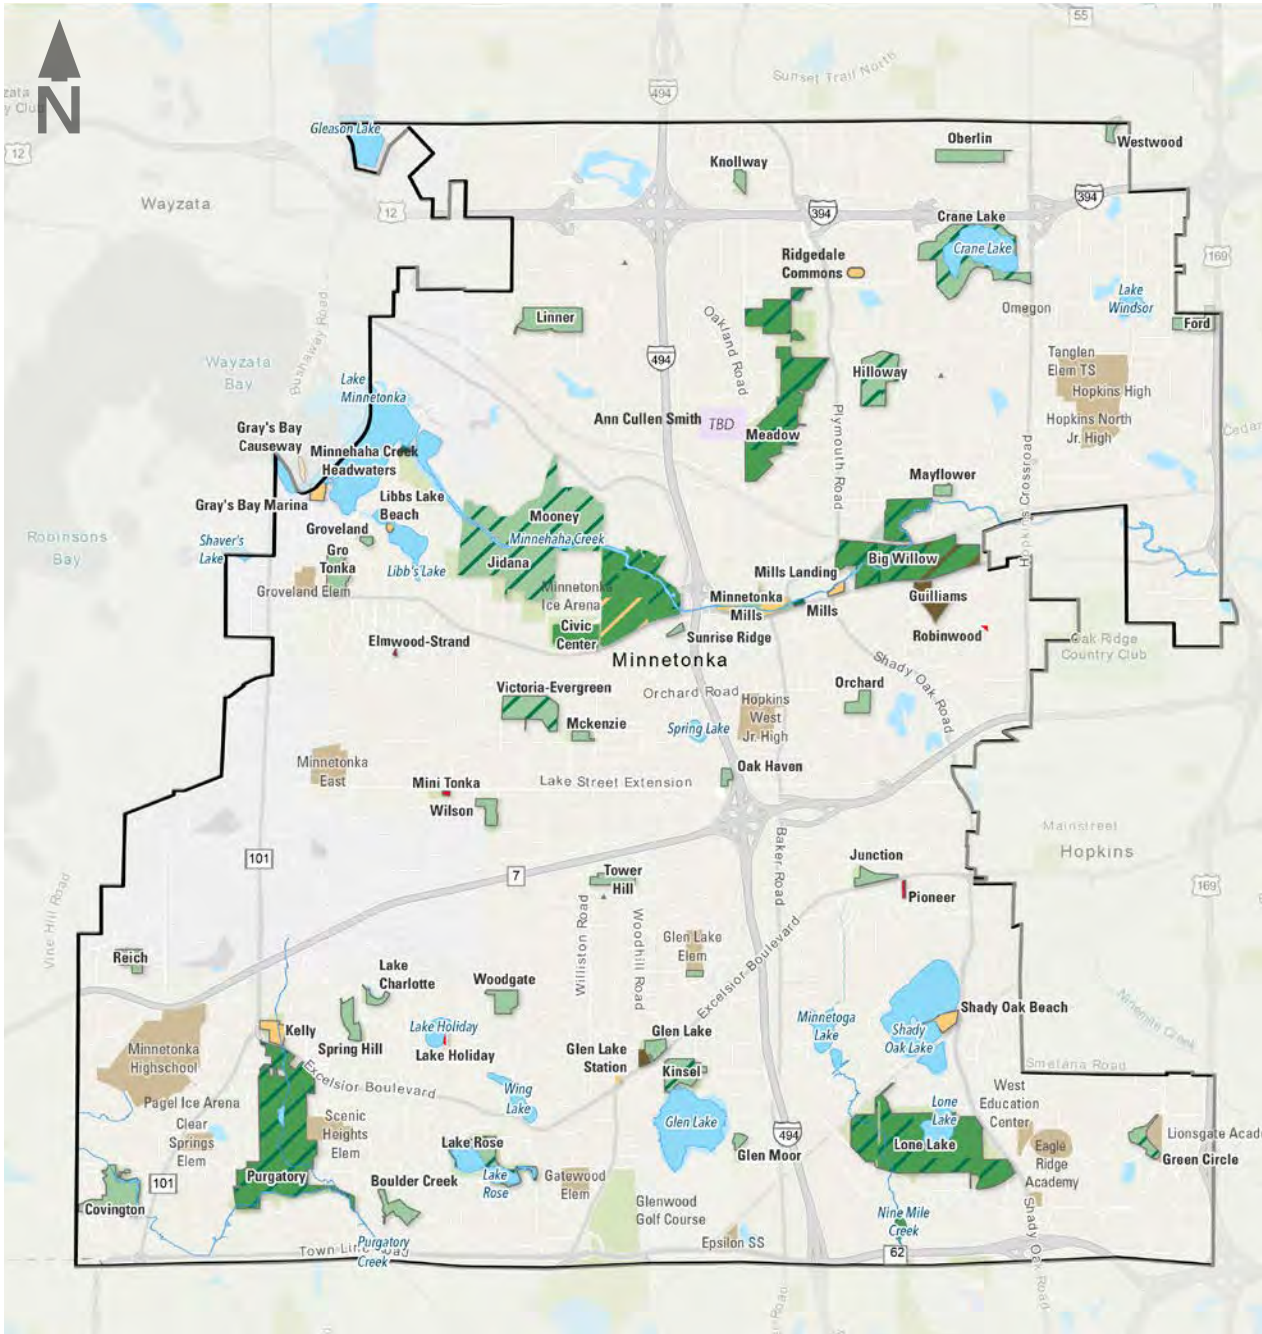 55
Sunset Trail North
N
494
zata
y Club
12
Gleason Lake
Oberlin
Westwood
Knollway
Wayzata
12
394
394
Crane Lake
Crane Lake
169
Ridgedale
Commons
Lake
Windsor
Omegon
Bushaway Road
Linner
Oakland Road
Ford
494
Wayzata
Bay
Tanglen
Elem TS
Hilloway
Hopkins High
Lake
Minnetonka
Ann Cullen Smith
TBD
Hopkins North
Jr. High
Gray's Bay
Causeway
Meadow
Plymouth Road
Cedar
Minnehaha Creek
Headwaters
Hopkins Crossroad
Mayflower
Gray's Bay Marina
Libbs Lake
Beach
Mooney
Groveland
Robinsons
Bay
Shaver's
Lake
Minnehaha Creek
Gro
Tonka
Jidana
Big Willow
Libb's Lake
Mills Landing
Groveland Elem
Minnetonka
Ice Arena
Minnetonka
Mills
Mills
Guilliams
Civic
Center
Sunrise Ridge
Robinwood
Elmwood-Strand
Oak Ridge
Country Club
Minnetonka
Shady Oak Road
Victoria-Evergreen
Orchard Road
Orchard
Hopkins
West
Jr. High
Mckenzie
Spring Lake
Minnetonka
East
Oak Haven
Mini Tonka
Lake Street Extension
Wilson
Mainstreet
Hopkins
Baker Road
101
Junction
7
Tower
Hill
169
Pioneer
Vine Hill Road
Williston Road
Woodhill Road
Glen Lake
Elem
Excelsior Boulevard
Reich
Lake
Charlotte
Woodgate
Shady Oak Beach
Minnetoga
Lake
Shady
Oak Lake
Ninemile Creek
Kelly
Spring Hill
Lake Holiday
Lake Holiday
Glen Lake
Glen Lake
Station
Minnetonka
Highschool
Kinsel
Smetana Road
Excelsior Boulevard
Wing
Lake
West
Education
Center
Pagel Ice Arena
Clear
Springs
Elem
Scenic
Heights
Elem
Glen Lake
Lone
Lake
494
Lone Lake
Lionsgate Acad
Lake Rose
Glen Moor
Eagle
Ridge
Academy
Green Circle
Purgatory
101
Boulder Creek
Lake
Rose
Gatewood
Elem
Covington
Glenwood
Golf Course
Nine Mile
Creek
Shady Oak Road
Epsilon SS
Town Line Road
Purgatory
Creek
62